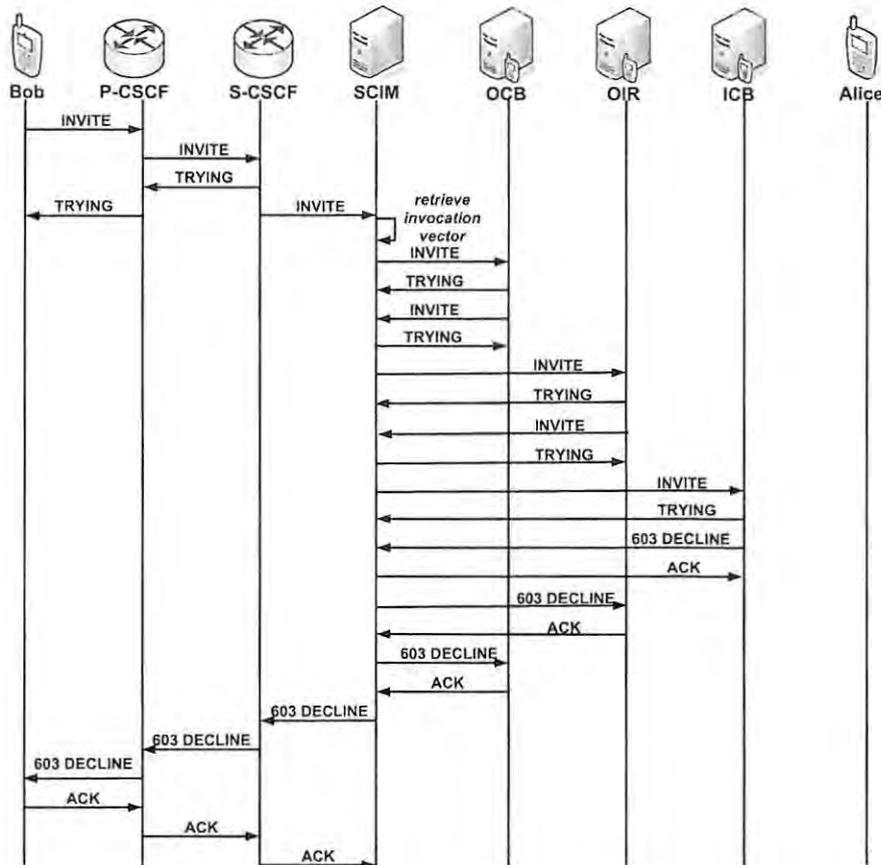 Bob P-CSCF S-CSCF SCIM OCB OIR ICB Alice
INVITE
INVITE
TRYING
TRYING
INVITE
retrieve
invocation
vector
INVITE
TRYING
INVITE
TRYING
INVITE
TRYING
INVITE
TRYING
INVITE
TRYING
603 DECLINE
ACK
603 DECLINE
ACK
603 DECLINE
ACK
603 DECLINE
603 DECLINE
603 DECLINE
ACK
ACK
ACK